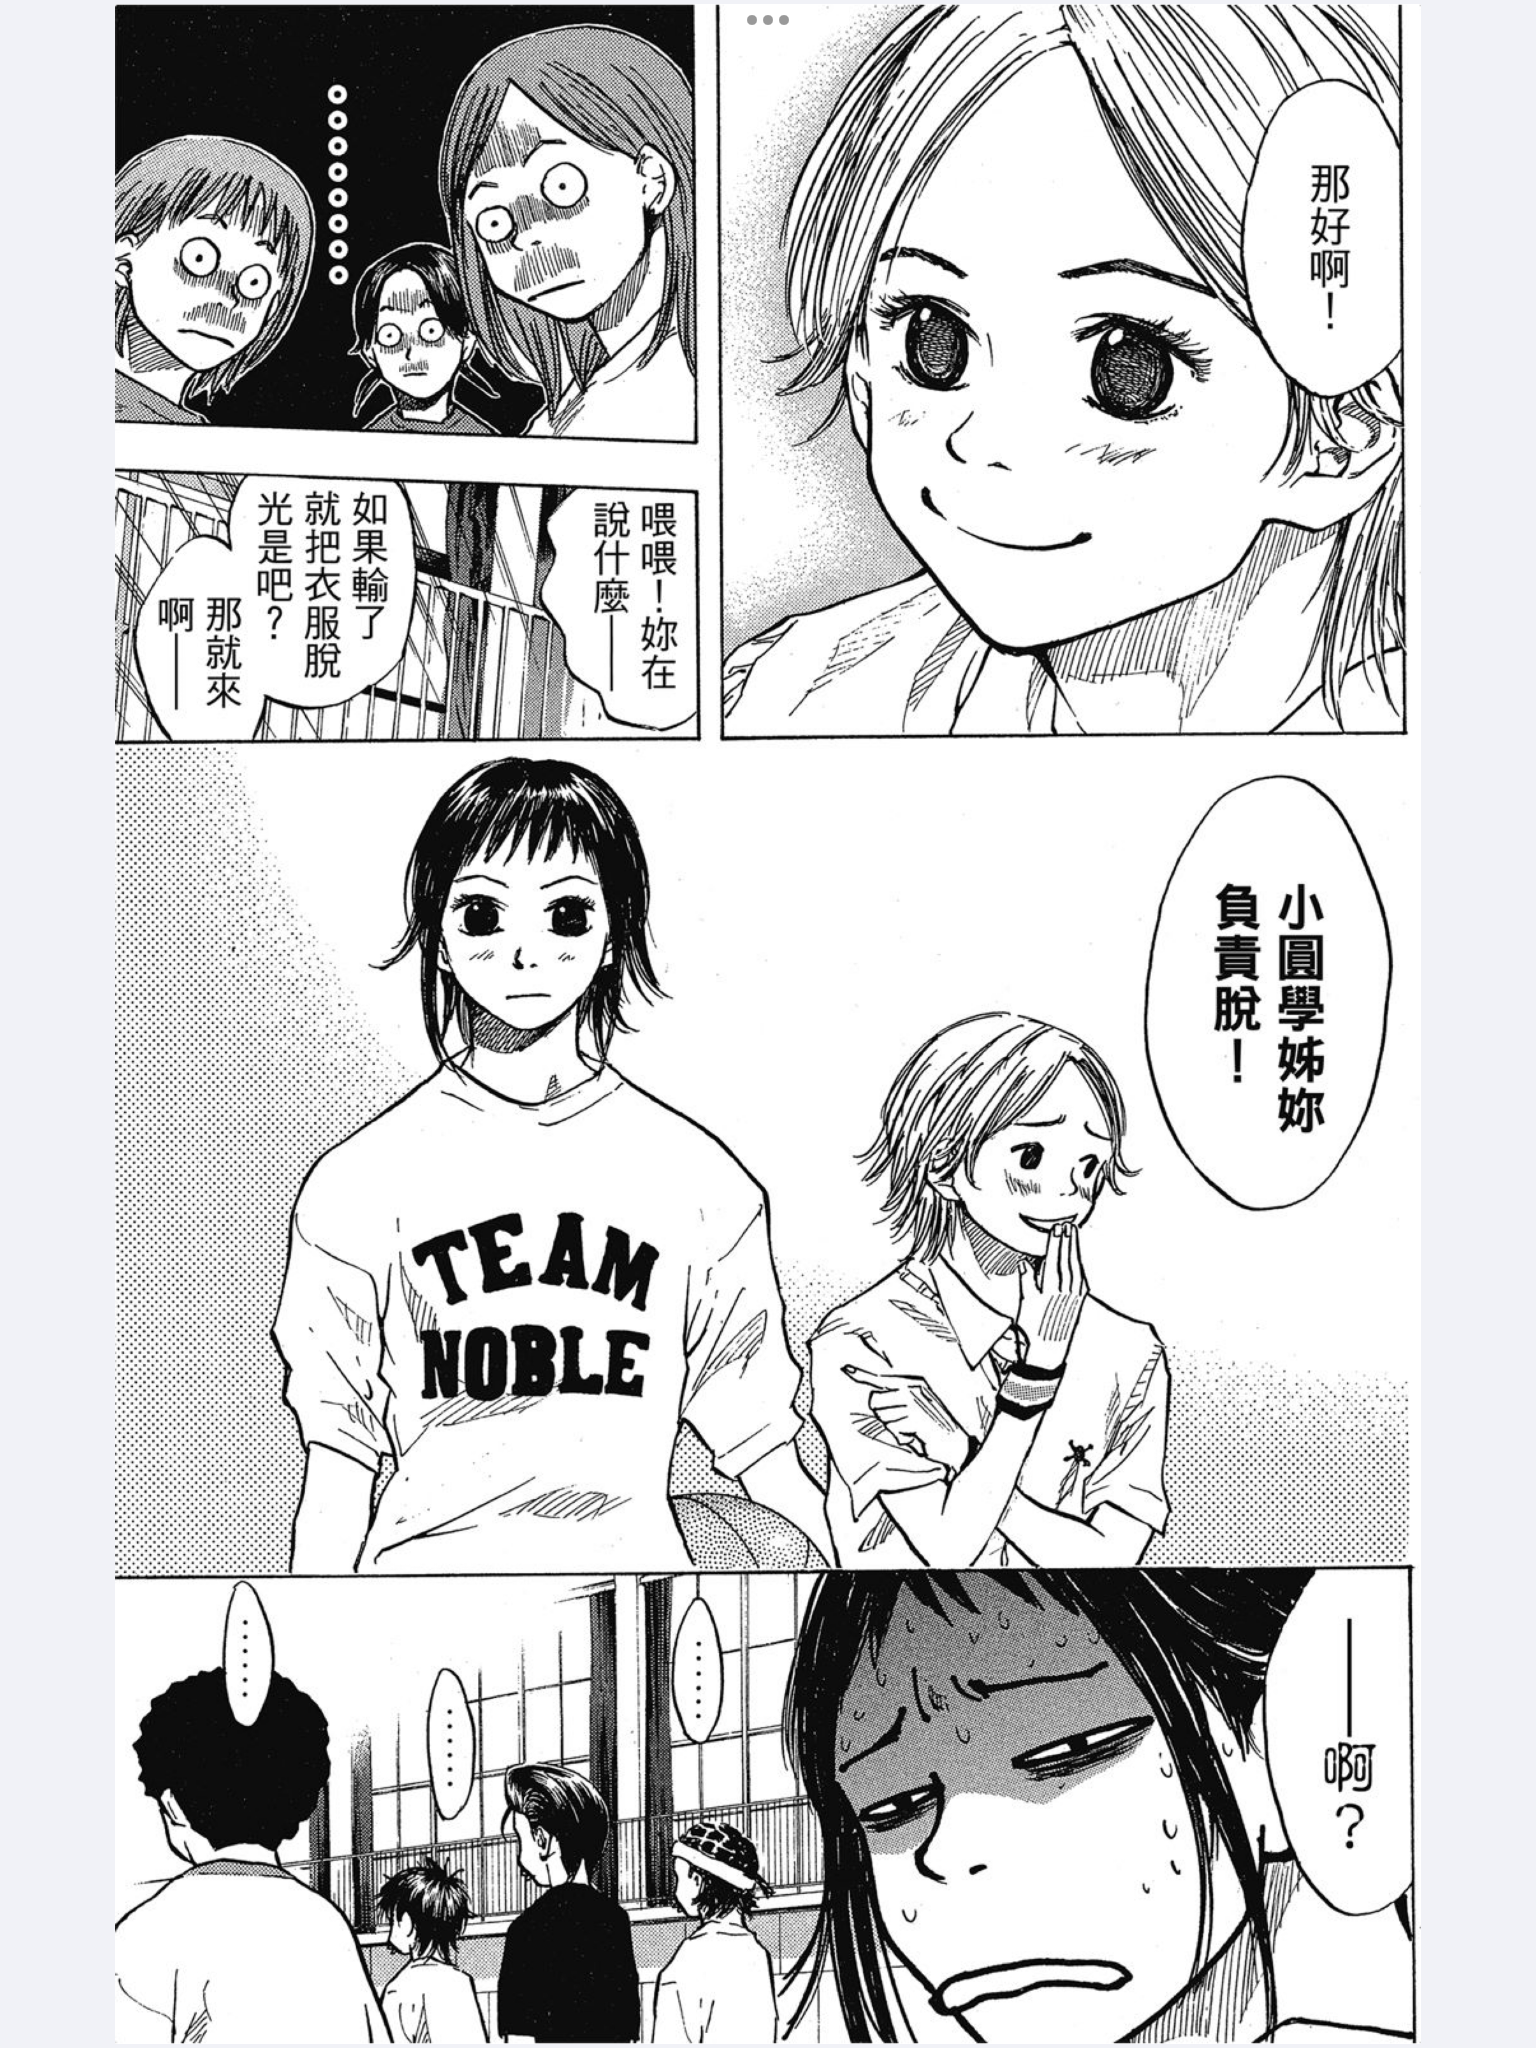 那好啊！
………
喂喂！妳在
說什麼——
如果輸了
就把衣服脫
光是吧？
那就來
啊——
小圓學姊妳
負責脫！
TEAM
NOBLE
——啊？
……
……
……